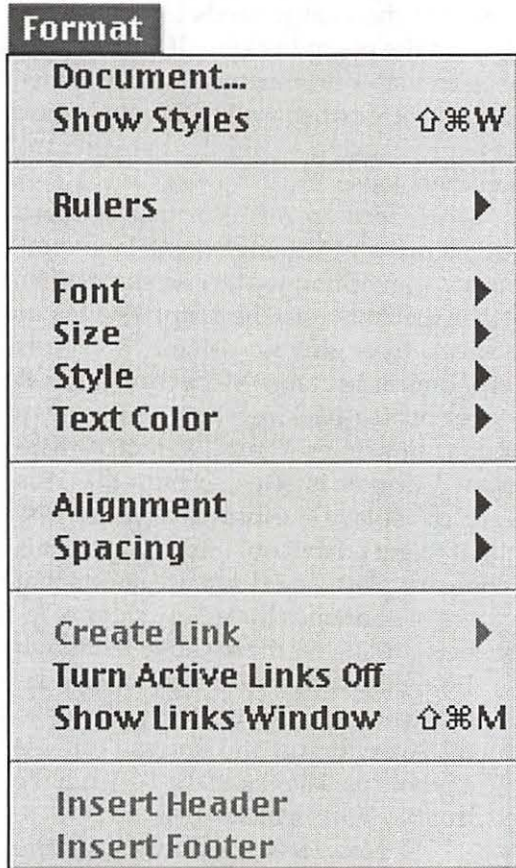 Format
Document...
Show Styles ⇧⌘W
Rulers
Font
Size
Style
Text Color
Alignment
Spacing
Create Link
Turn Active Links Off
Show Links Window ⇧⌘M
Insert Header
Insert Footer